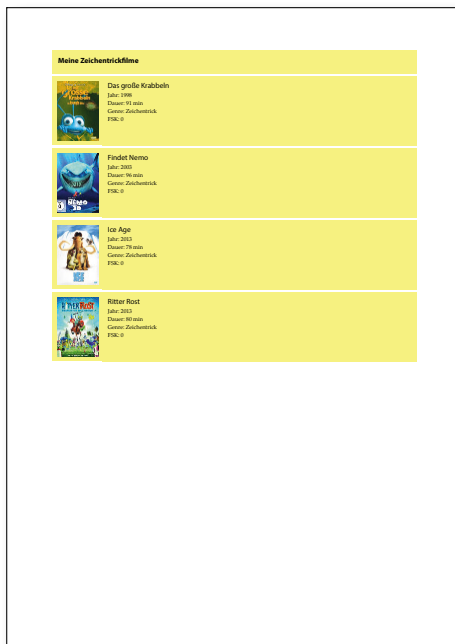 Meine Zeichentrickfilme
Das große Krabbeln
Jahr: 1998
Dauer: 91 min
Genre: Zeichentrick
FSK: 0
Findet Nemo
Jahr: 2003
Dauer: 96 min
Genre: Zeichentrick
FSK: 0
NEMO
3D
Ice Age
Jahr: 2013
Dauer: 78 min
Genre: Zeichentrick
FSK: 0
Ritter Rost
Jahr: 2013
Dauer: 80 min
Genre: Zeichentrick
FSK: 0